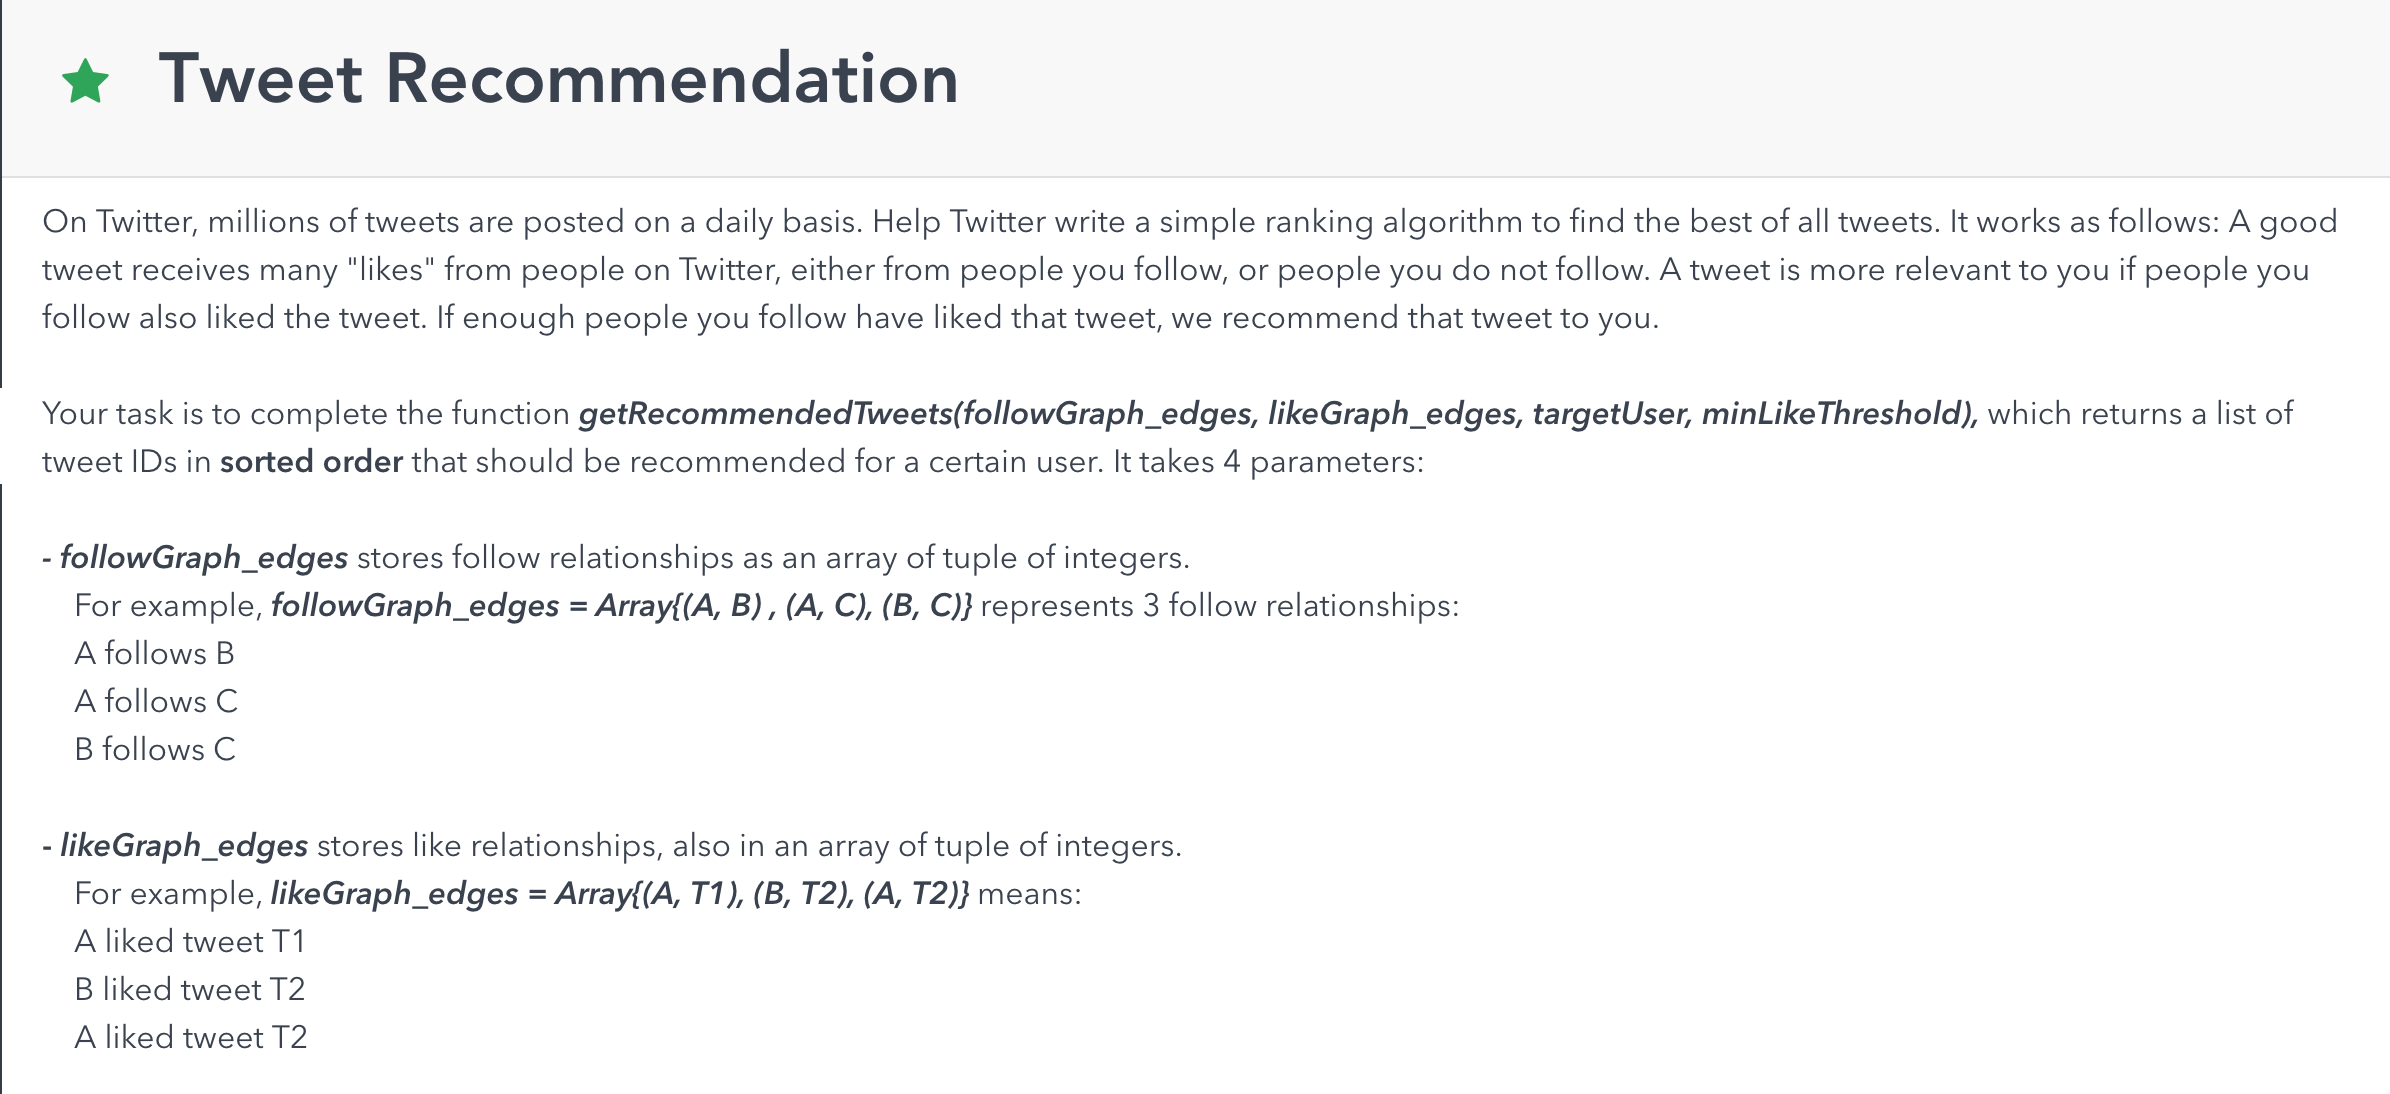 Tweet Recommendation
On Twitter, millions of tweets are posted on a daily basis. Help Twitter write a simple ranking algorithm to find the best of all tweets. It works as follows: A good
tweet receives many "likes" from people on Twitter, either from people you follow, or people you do not follow. A tweet is more relevant to you if people you
follow also liked the tweet. If enough people you follow have liked that tweet, we recommend that tweet to you.
Your task is to complete the function getRecommendedTweets(followGraph_edges, likeGraph_edges, targetUser, minLikeThreshold), which returns a list of
tweet IDs in sorted order that should be recommended for a certain user. It takes 4 parameters:
- followGraph_edges stores follow relationships as an array of tuple of integers.
For example, followGraph_edges = Array{(A, B) , (A, C), (B, C)} represents 3 follow relationships:
A follows B
A follows C
B follows C
- likeGraph_edges stores like relationships, also in an array of tuple of integers.
For example, likeGraph_edges = Array{(A, T1), (B, T2), (A, T2)} means:
A liked tweet T1
B liked tweet T2
A liked tweet T2